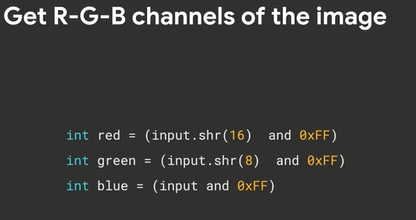 Get R-G-B channels of the image
int red = (input.shr(16)  and 0xFF)
int green = (input.shr(8)  and 0xFF)
int blue = (input and 0xFF)